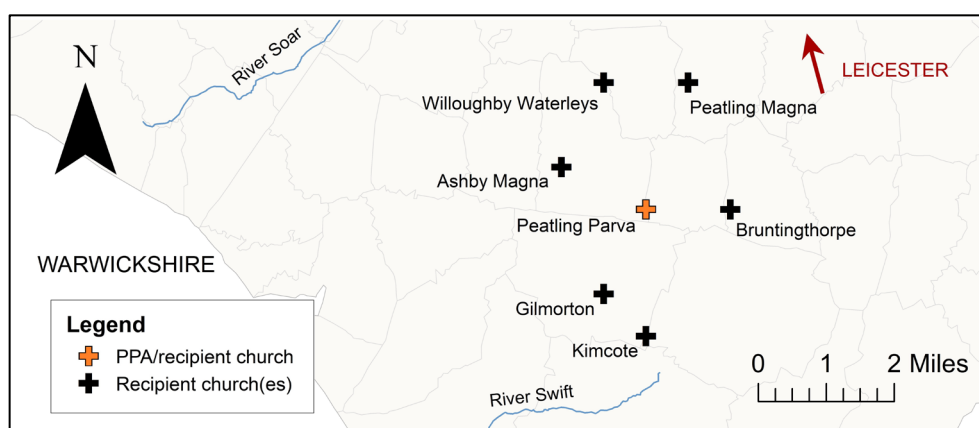 N
River Soar
LEICESTER
Willoughby Waterleys
Peatling Magna
Ashby Magna
Peatling Parva
Bruntingthorpe
WARWICKSHIRE
Gilmorton
Kimcote
Legend
PPA/recipient church
Recipient church(es)
River Swift
0 1 2 Miles